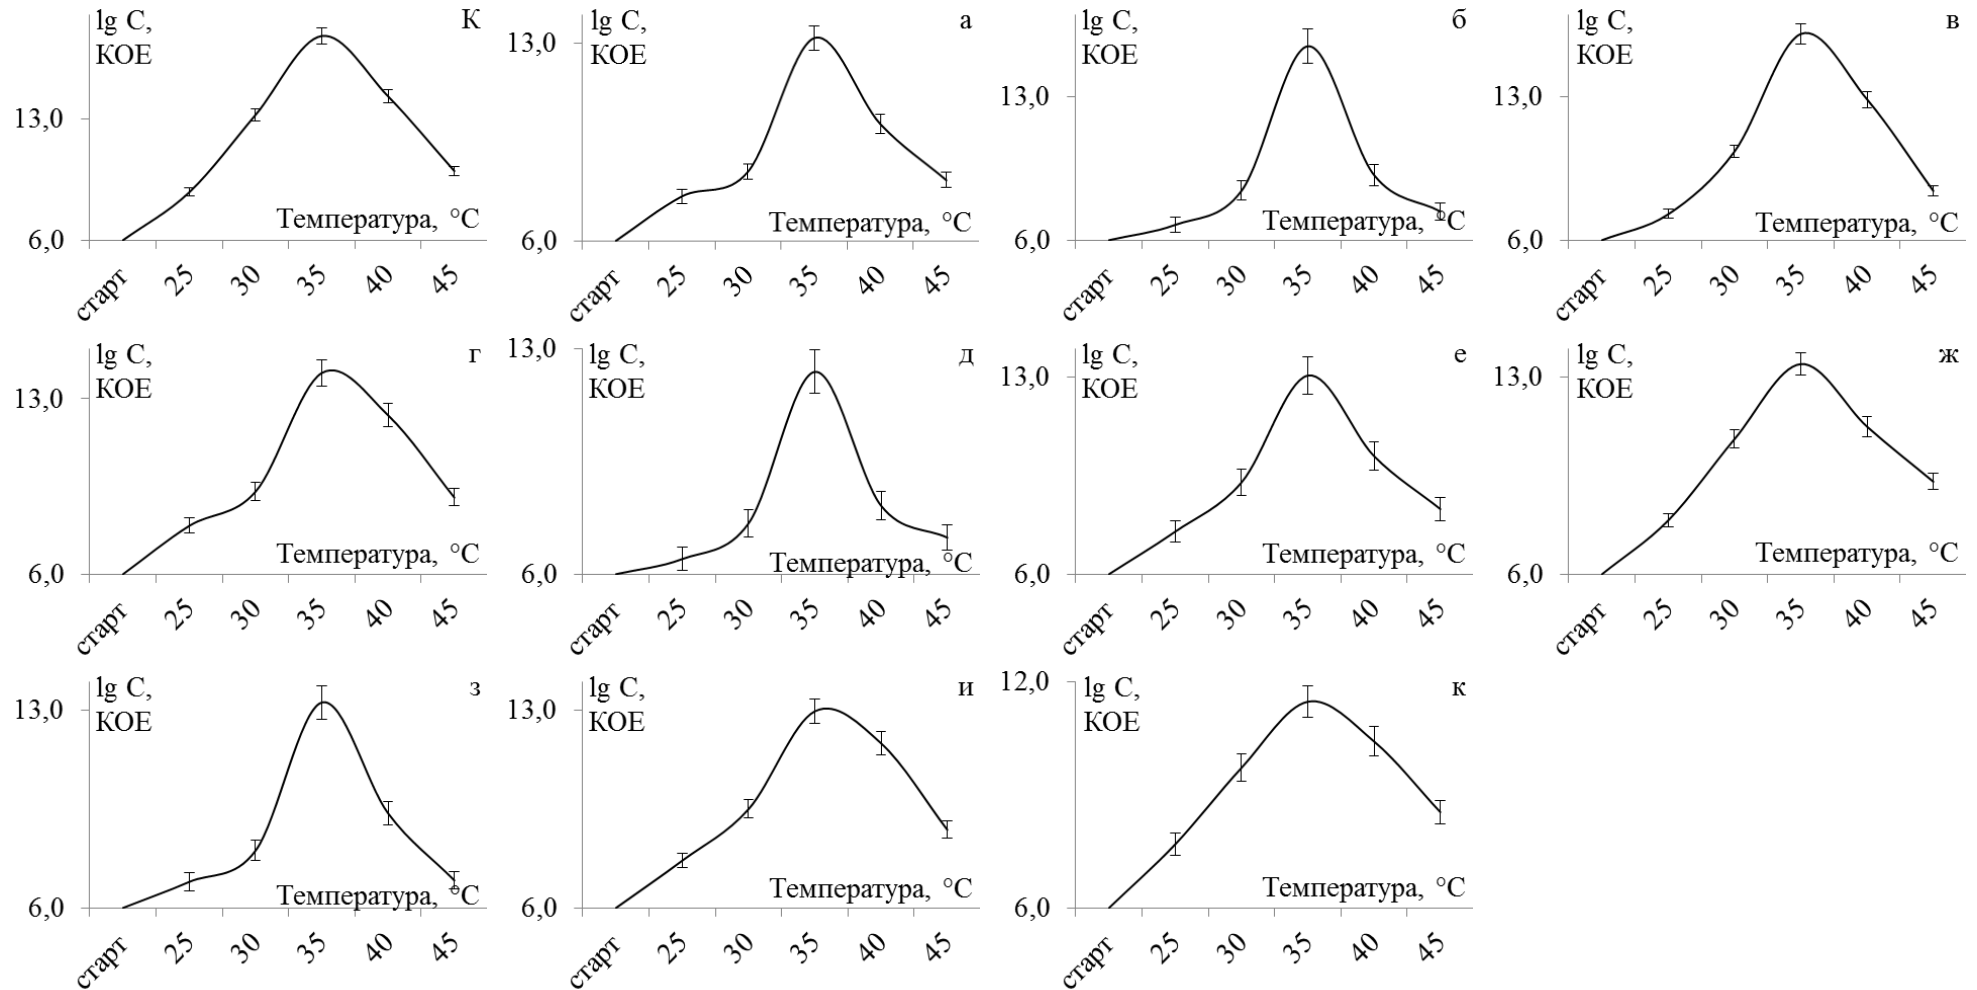 lg C,
КОЕ
К
13,0
6,0
Температура, °C
старт 25 30 35 40 45
lg C,
КОЕ
а
13,0
6,0
Температура, °C
старт 25 30 35 40 45
lg C,
КОЕ
б
13,0
6,0
Температура, °C
старт 25 30 35 40 45
lg C,
КОЕ
в
13,0
6,0
Температура, °C
старт 25 30 35 40 45
lg C,
КОЕ
г
13,0
6,0
Температура, °C
старт 25 30 35 40 45
lg C,
КОЕ
д
13,0
6,0
Температура, °C
старт 25 30 35 40 45
lg C,
КОЕ
е
13,0
6,0
Температура, °C
старт 25 30 35 40 45
lg C,
КОЕ
ж
13,0
6,0
Температура, °C
старт 25 30 35 40 45
lg C,
КОЕ
з
13,0
6,0
Температура, °C
старт 25 30 35 40 45
lg C,
КОЕ
и
13,0
6,0
Температура, °C
старт 25 30 35 40 45
lg C,
КОЕ
к
12,0
6,0
Температура, °C
старт 25 30 35 40 45